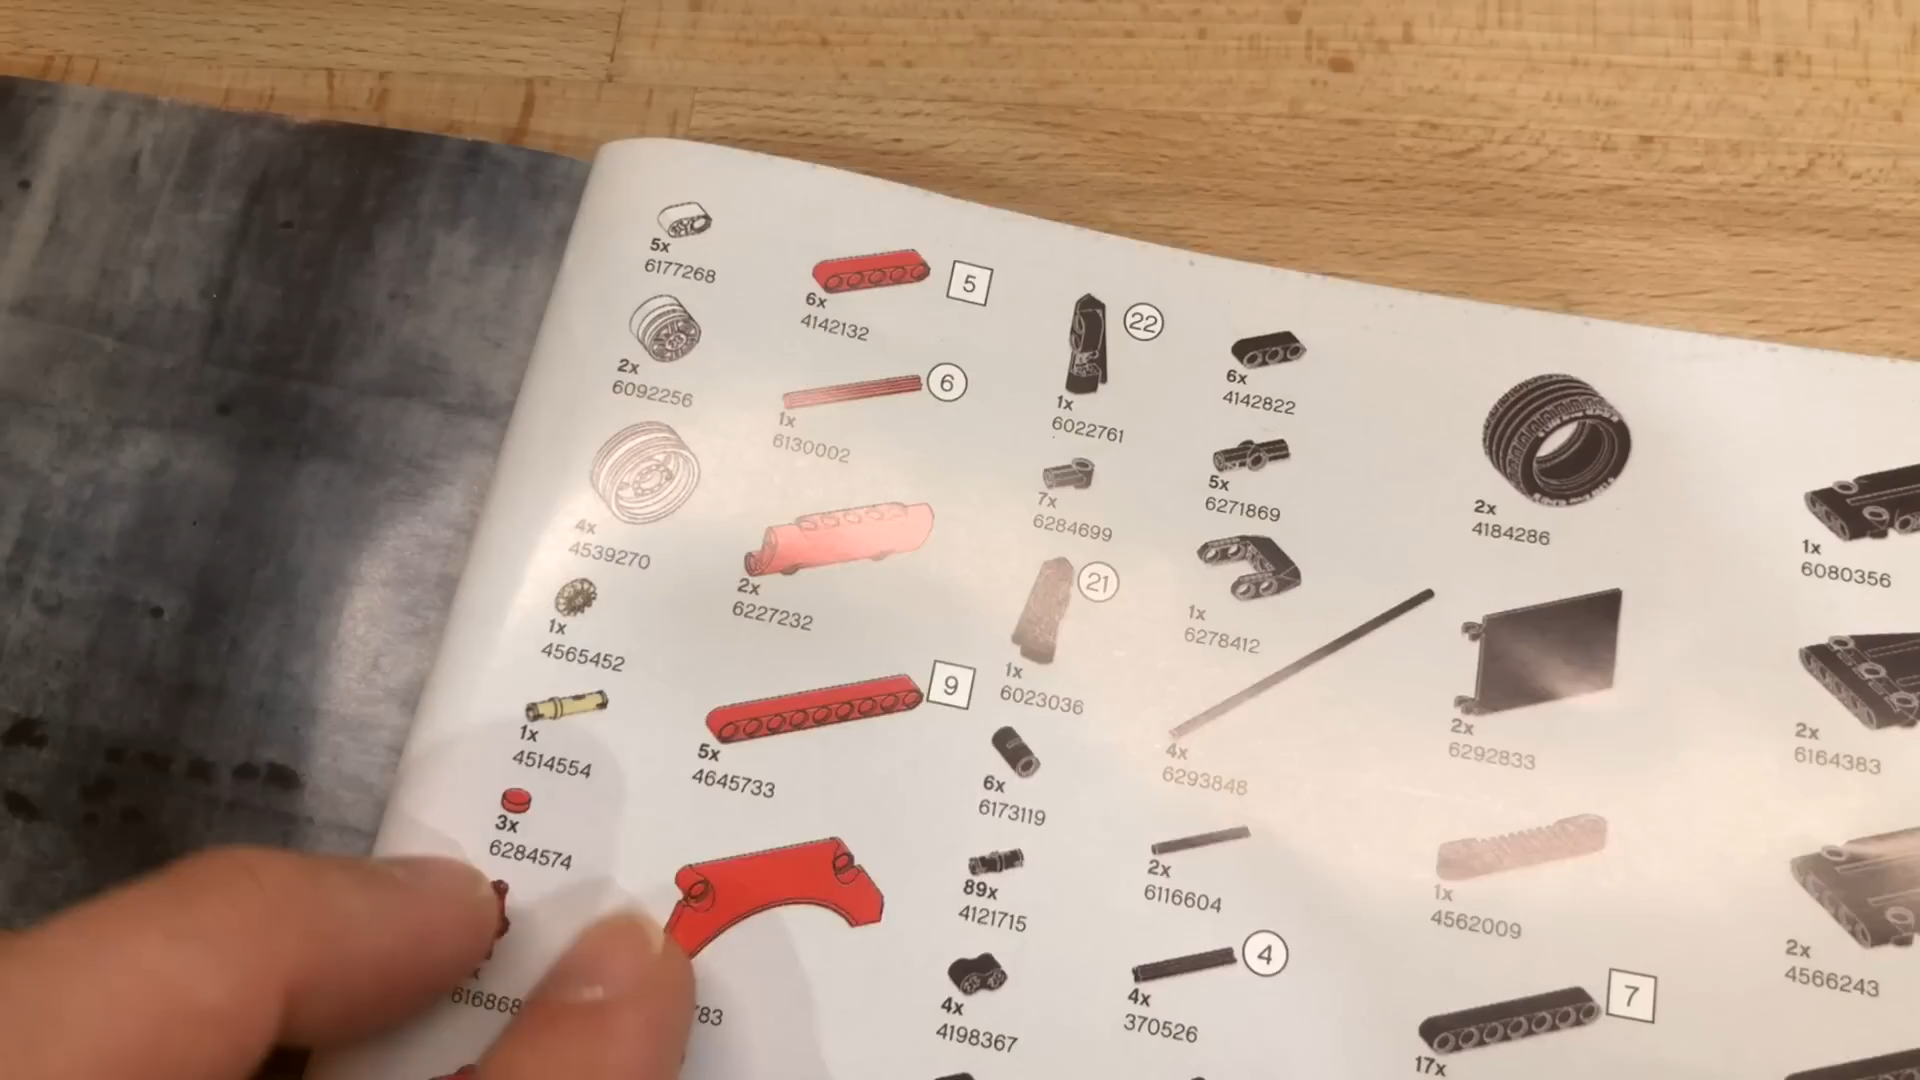 5x
6177268
2x
6092256
4x
4539270
1x
4565452
1x
4514554
3x
6284574
616868
5
6x
4142132
6
1x
6130002
2x
6227232
9
5x
4645733
783
22
1x
6022761
7x
6284699
21
1x
6023036
6x
6173119
89x
4121715
4x
4198367
6x
4142822
5x
6271869
1x
6278412
4x
6293848
2x
6116604
4
4x
370526
2x
4184286
2x
6292833
1x
4562009
7
17x
1x
6080356
2x
6164383
2x
4566243